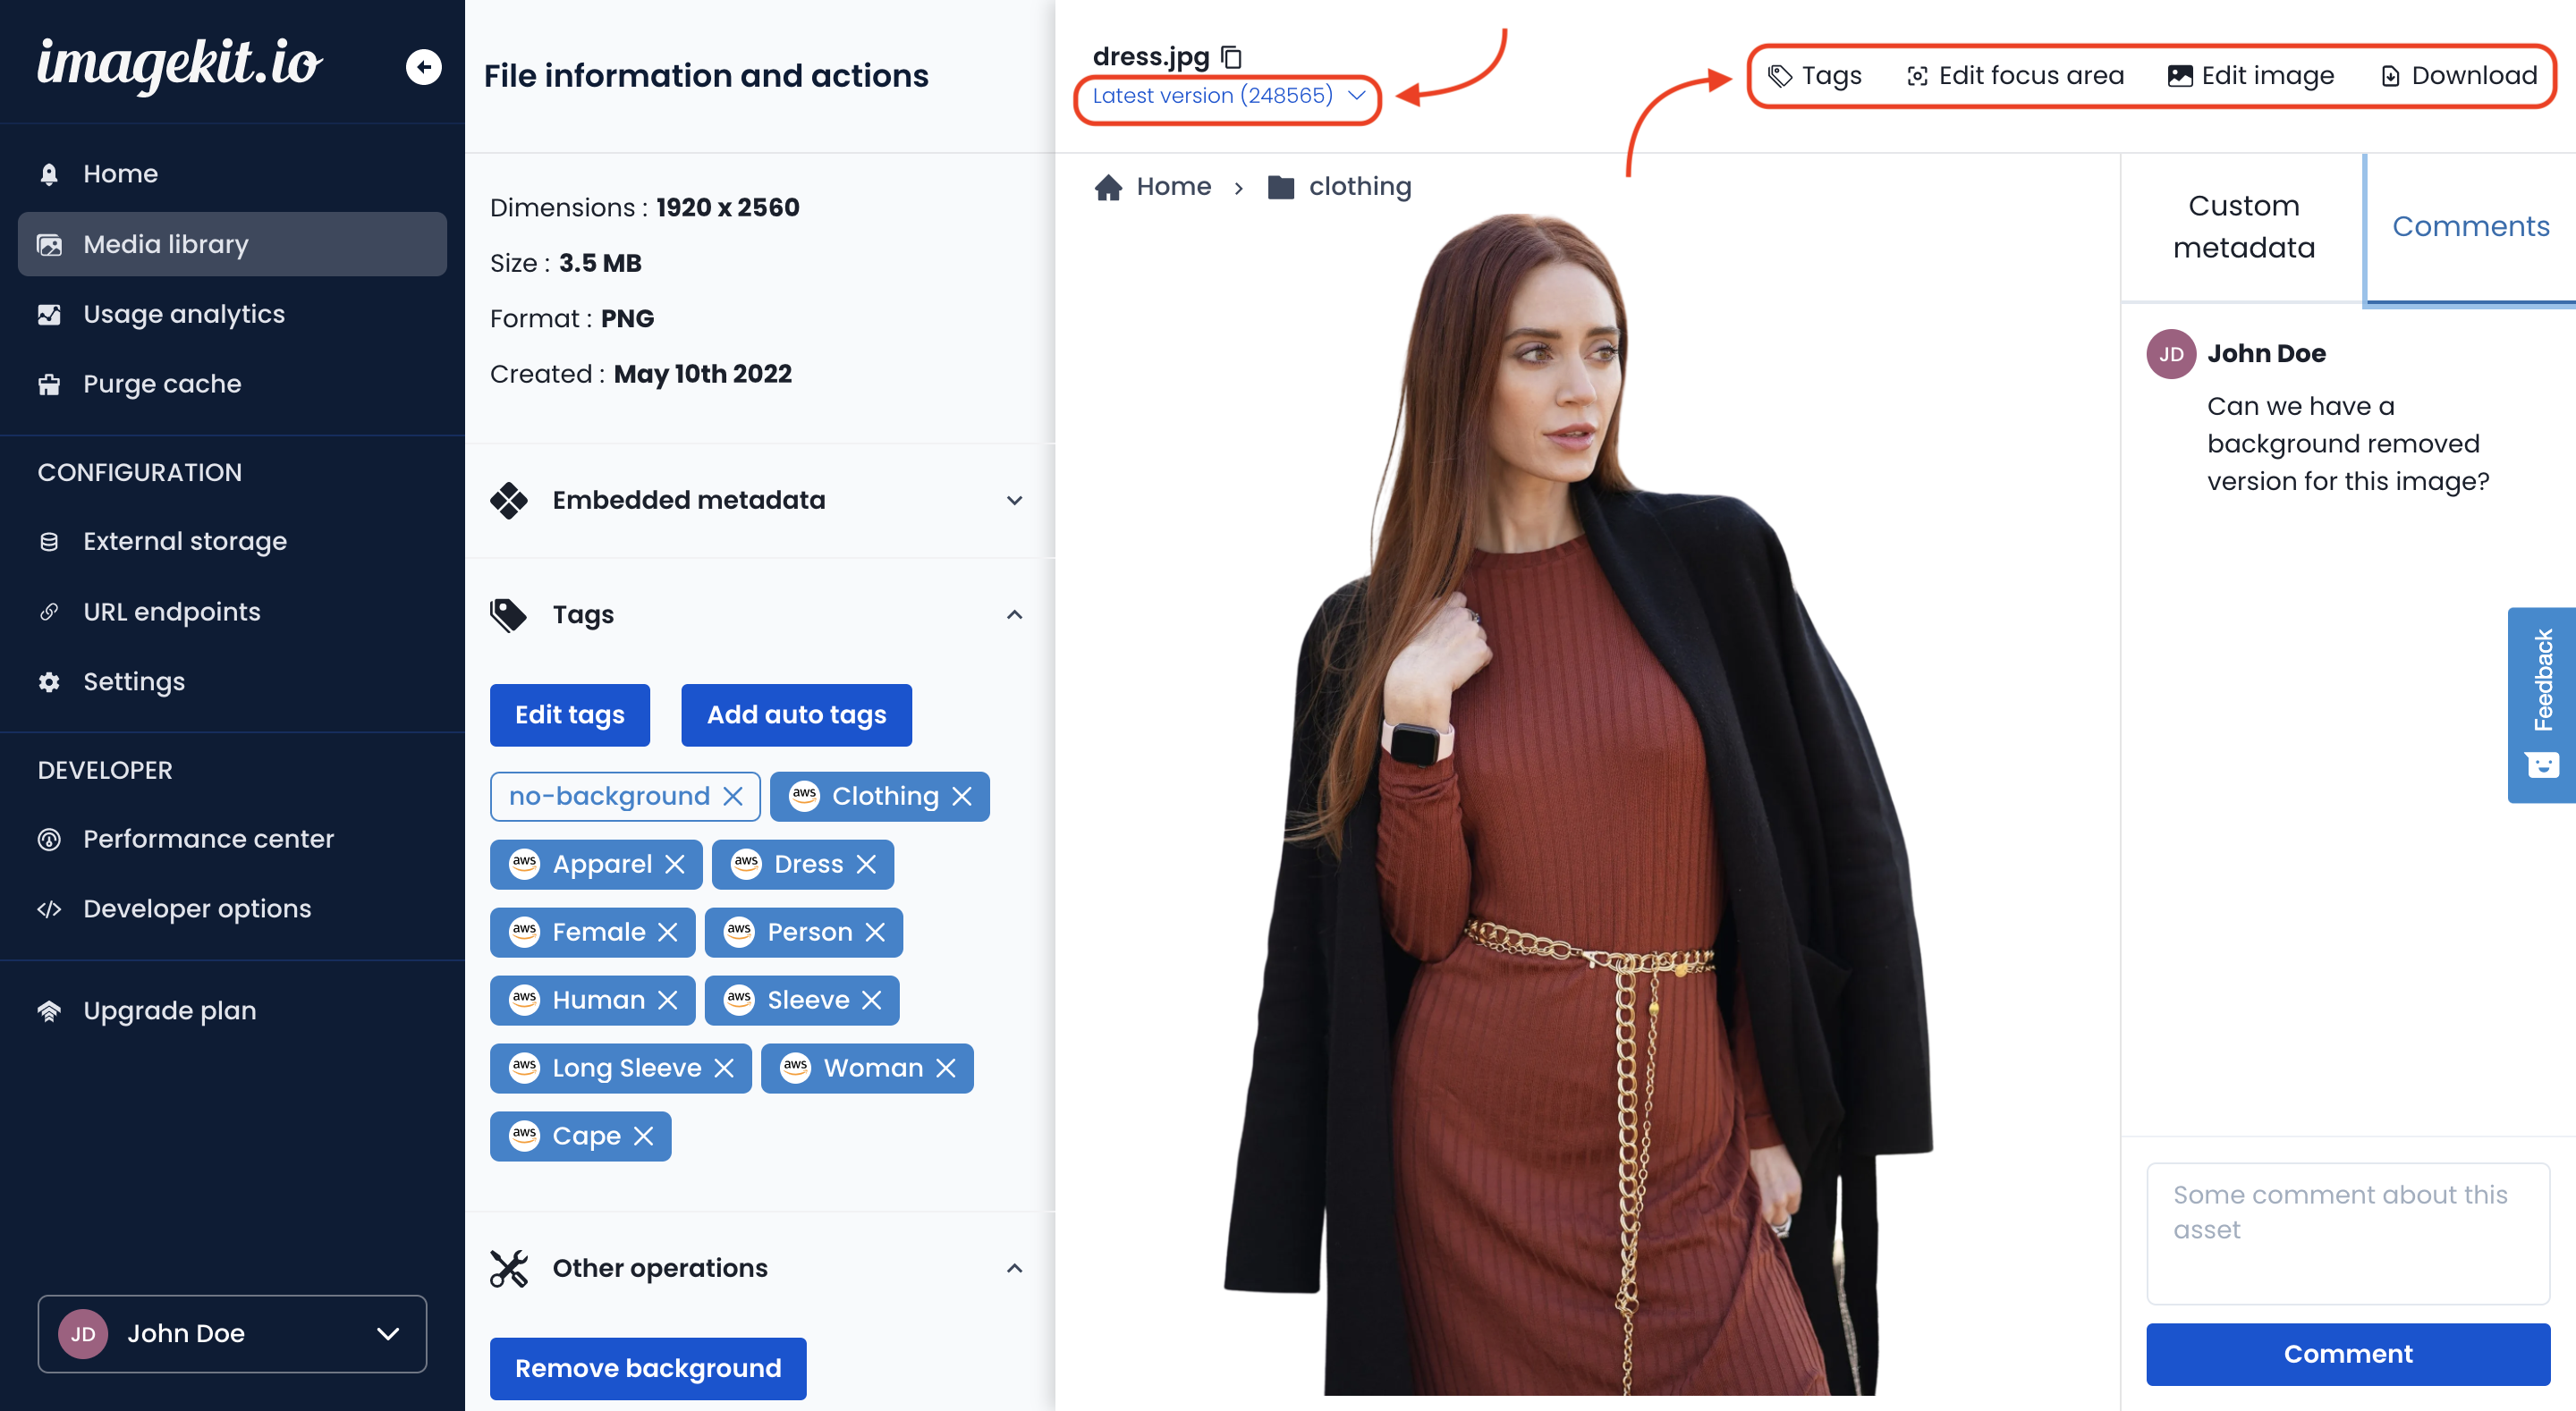 imagekit.io
Home
Media library
Usage analytics
Purge cache
CONFIGURATION
External storage
URL endpoints
Settings
DEVELOPER
Performance center
Developer options
Upgrade plan
JD John Doe
File information and actions
Dimensions : 1920 x 2560
Size : 3.5 MB
Format : PNG
Created : May 10th 2022
Embedded metadata
Tags
Edit tags Add auto tags
no-background aws Clothing
aws Apparel aws Dress
aws Female aws Person
aws Human aws Sleeve
aws Long Sleeve aws Woman
aws Cape
Other operations
Remove background
dress.jpg
Latest version (248565)
Tags Edit focus area Edit image Download
Home › clothing
Custom
metadata
Comments
JD John Doe
Can we have a
background removed
version for this image?
Feedback
Some comment about this
asset
Comment